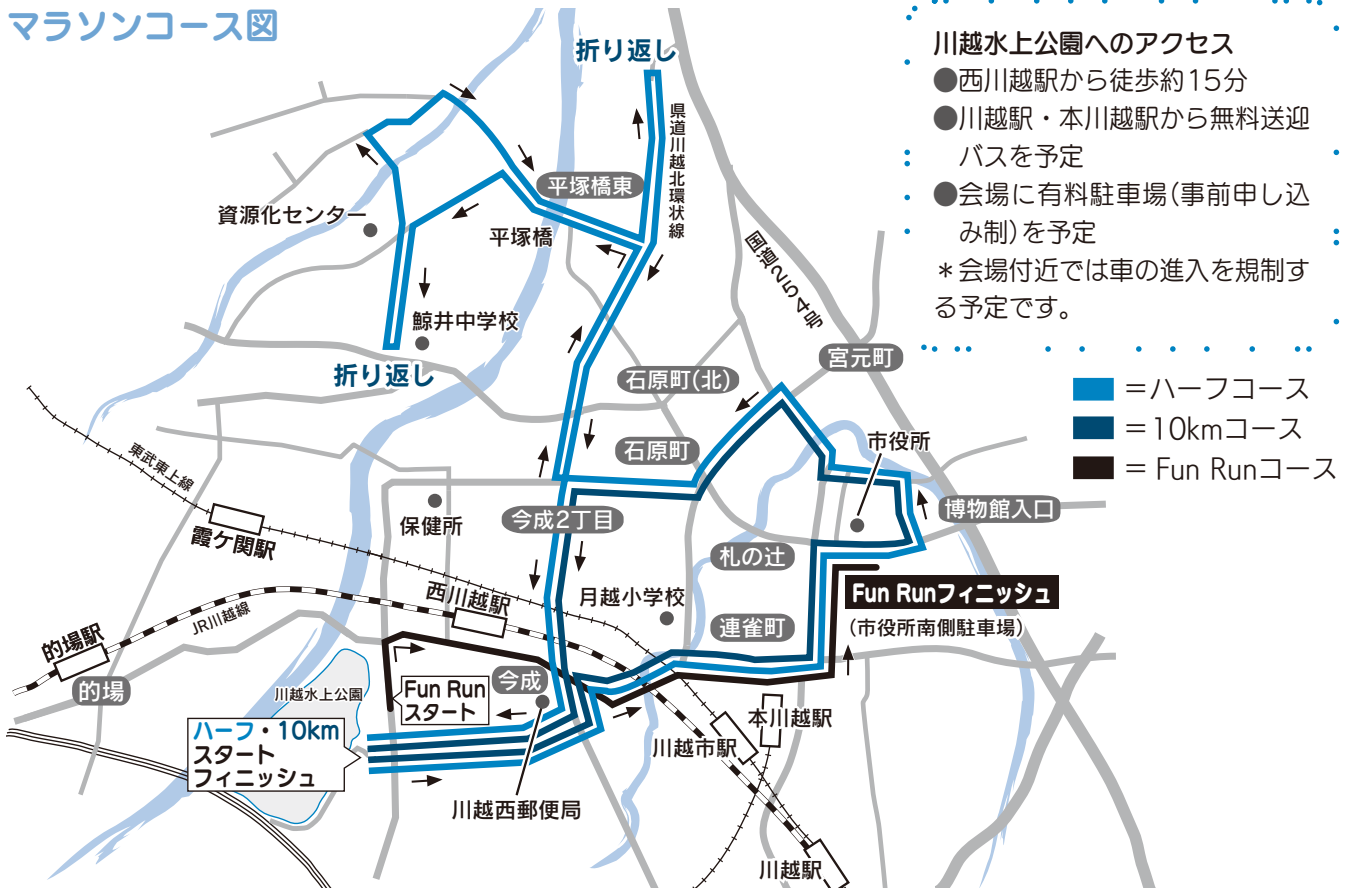 マラソンコース図
川越水上公園へのアクセス
●西川越駅から徒歩約15分
●川越駅・本川越駅から無料送迎
バスを予定
●会場に有料駐車場(事前申し込
み制)を予定
＊会場付近では車の進入を規制す
る予定です。
＝ハーフコース
＝10kmコース
＝Fun Runコース
折り返し
県道川越北環状線
平塚橋東
資源化センター
平塚橋
国道254号
鯨井中学校
折り返し
宮元町
石原町(北)
石原町
市役所
東武東上線
保健所
今成2丁目
博物館入口
霞ケ関駅
札の辻
西川越駅
月越小学校
Fun Runフィニッシュ
(市役所南側駐車場)
JR川越線
連雀町
的場駅
的場
川越水上公園
Fun Run
スタート
今成
ハーフ・10km
スタート
フィニッシュ
本川越駅
川越市駅
川越西郵便局
川越駅